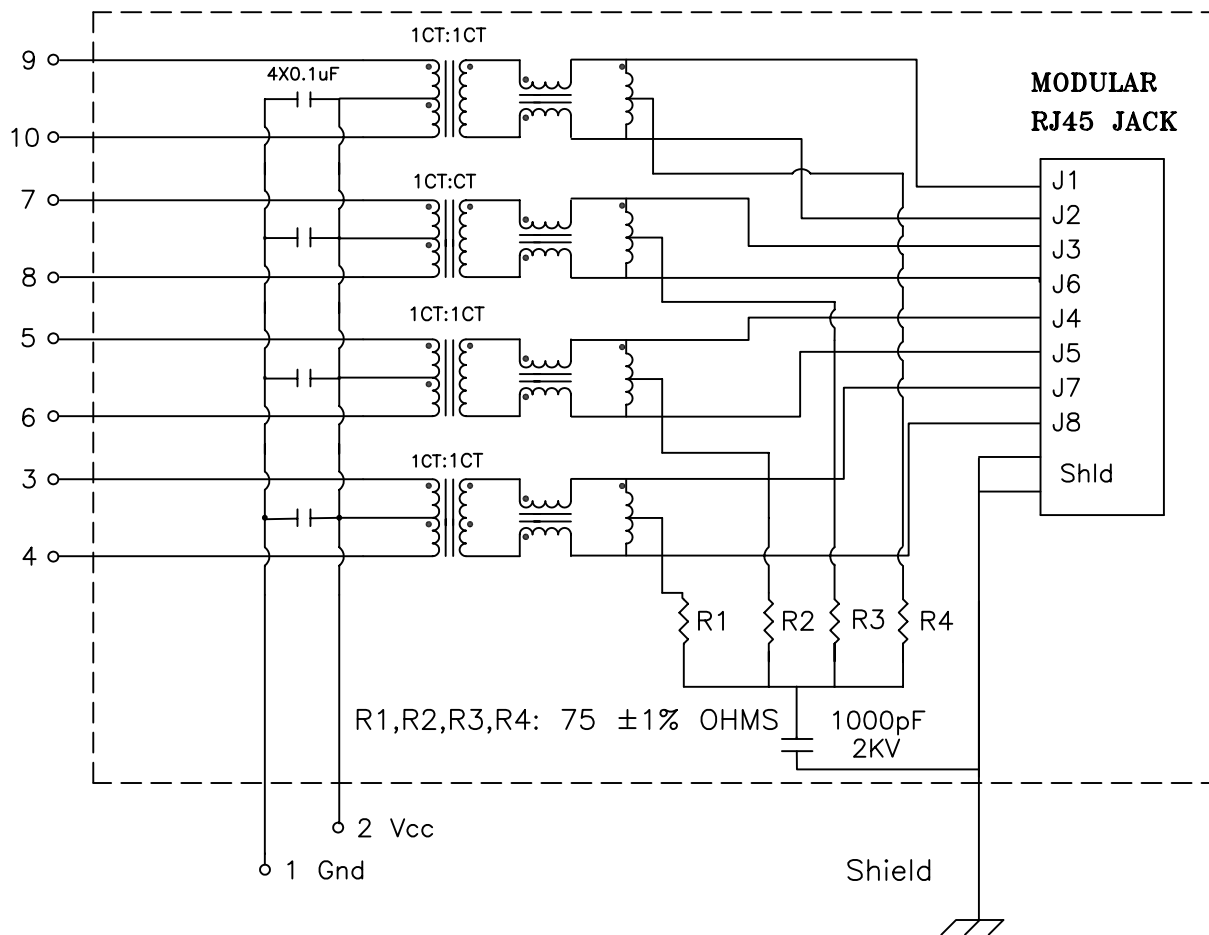 1CT:1CT
9
4X0.1uF
10
MODULAR
RJ45 JACK
1CT:CT
7
8
J1
J2
J3
J6
J4
J5
J7
J8
Shld
1CT:1CT
5
6
1CT:1CT
3
4
R1
R2
R3
R4
R1,R2,R3,R4: 75 ±1% OHMS
1000pF
2KV
2 Vcc
1 Gnd
Shield